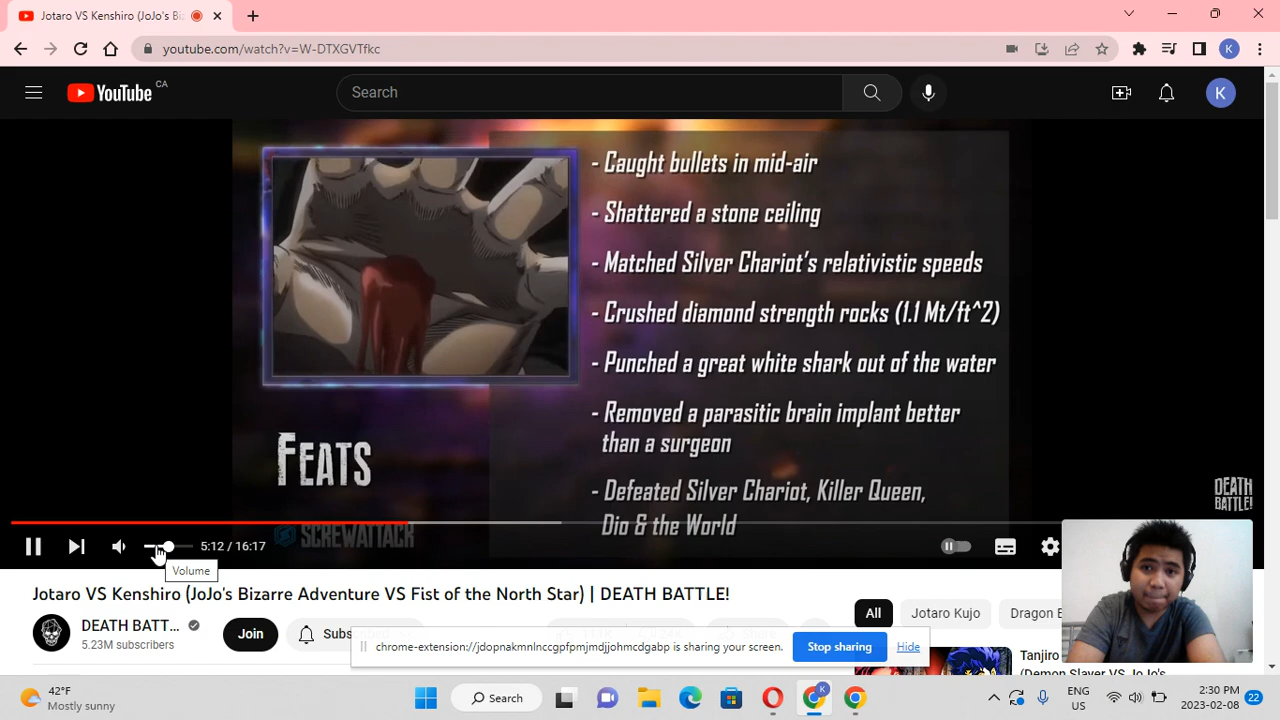 Jotaro VS Kenshiro (JoJo's Biz
youtube.com/watch?v=W-DTXGVTfkc
K
YouTube CA
Search
K
- Caught bullets in mid-air
- Shattered a stone ceiling
- Matched Silver Chariot's relativistic speeds
- Crushed diamond strength rocks (1.1 Mt/ft^2)
- Punched a great white shark out of the water
- Removed a parasitic brain implant better
than a surgeon
- Defeated Silver Chariot, Killer Queen,
Dio & the World
FEATS
SCREWATTACK
DEATH
BATTLE!
5:12 / 16:17
Volume
Jotaro VS Kenshiro (JoJo's Bizarre Adventure VS Fist of the North Star) | DEATH BATTLE!
DEATH BATT...
5.23M subscribers
Join
Subs
All
Jotaro Kujo
Dragon B
chrome-extension://jdopnakmnlnccgpfpmjmdjjohmcdgabp is sharing your screen.
Stop sharing
Hide
Tanjiro
(Demon Slayer VS JoJo's
42°F
Mostly sunny
Search
K
ENG
US
2:30 PM
2023-02-08
22